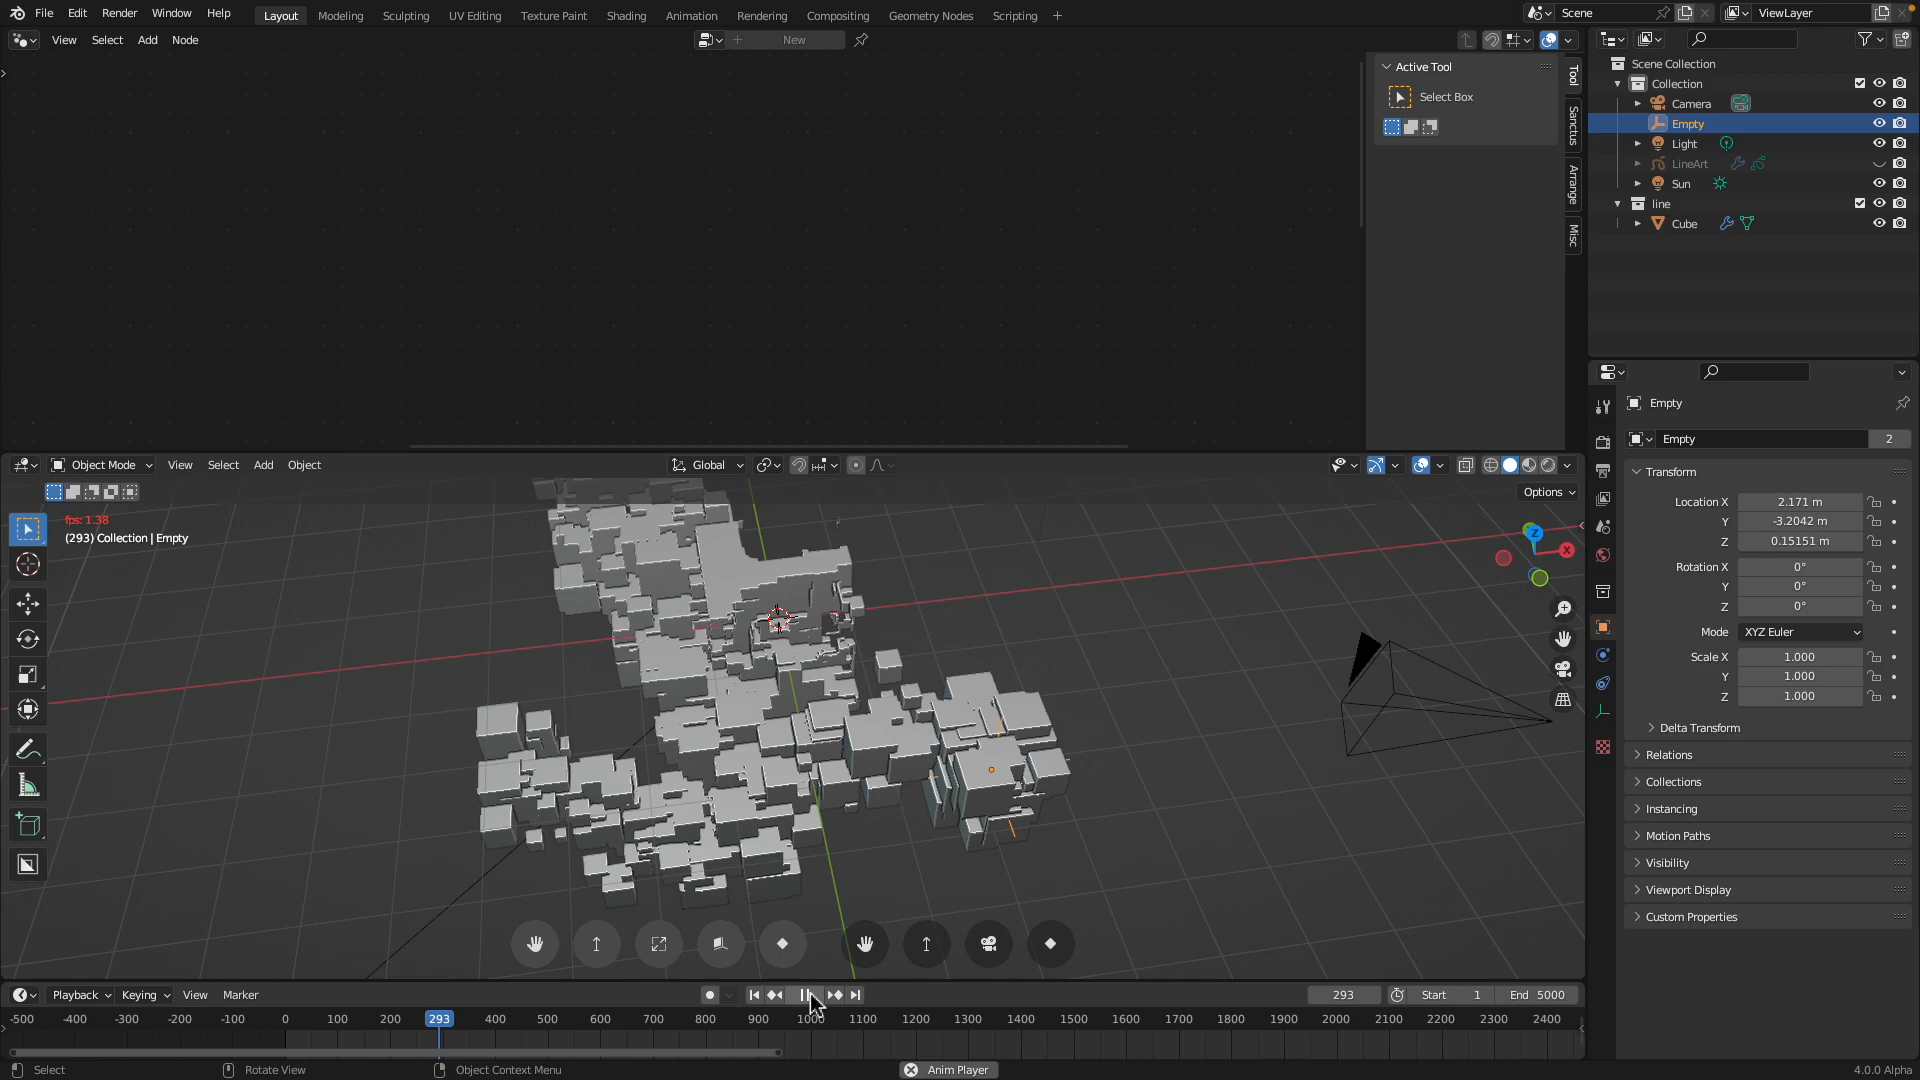 File Edit Render Window Help
Layout Modeling Sculpting UV Editing Texture Paint Shading Animation Rendering Compositing Geometry Nodes Scripting +
Scene ViewLayer
View Select Add Node
New
Active Tool
Select Box
Tool
Sanctus
Arrange
Misc
Scene Collection
Collection
Camera
Empty
Light
LineArt
Sun
line
Cube
Object Mode View Select Add Object
Global
Options
fps: 1.38
(293) Collection | Empty
Z
X
Empty
Empty 2
Transform
Location X 2.171 m
Y -3.2042 m
Z 0.15151 m
Rotation X 0°
Y 0°
Z 0°
Mode XYZ Euler
Scale X 1.000
Y 1.000
Z 1.000
Delta Transform
Relations
Collections
Instancing
Motion Paths
Visibility
Viewport Display
Custom Properties
Playback Keying View Marker
293 Start 1 End 5000
-500 -400 -300 -200 -100 0 100 200 293 400 500 600 700 800 900 1000 1100 1200 1300 1400 1500 1600 1700 1800 1900 2000 2100 2200 2300 2400
Select Rotate View Object Context Menu Anim Player 4.0.0 Alpha